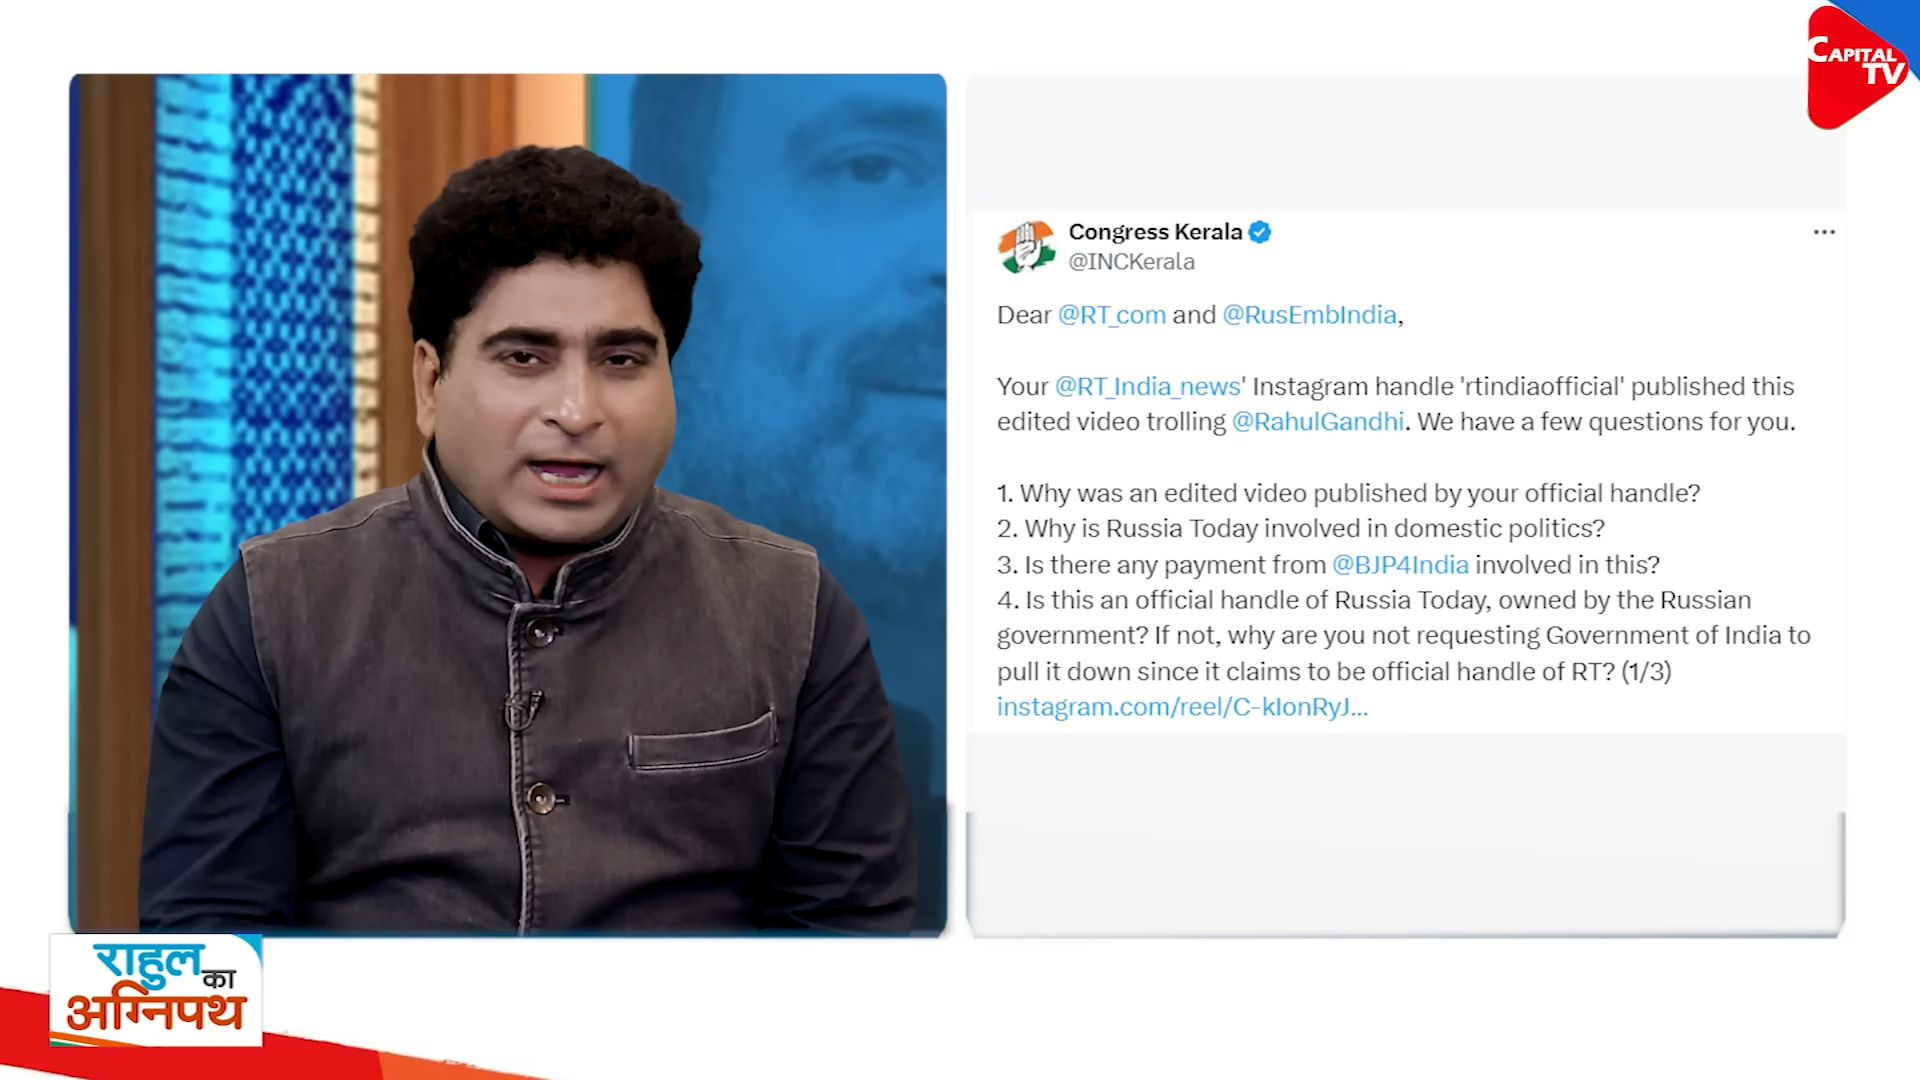 CAPITAL
TV
Congress Kerala
@INCKerala
Dear @RT_com and @RusEmbIndia,
Your @RT_India_news' Instagram handle 'rtindiaofficial' published this
edited video trolling @RahulGandhi. We have a few questions for you.
1. Why was an edited video published by your official handle?
2. Why is Russia Today involved in domestic politics?
3. Is there any payment from @BJP4India involved in this?
4. Is this an official handle of Russia Today, owned by the Russian
government? If not, why are you not requesting Government of India to
pull it down since it claims to be official handle of RT? (1/3)
instagram.com/reel/C-kIonRyJ...
राहुल का
अग्निपथ